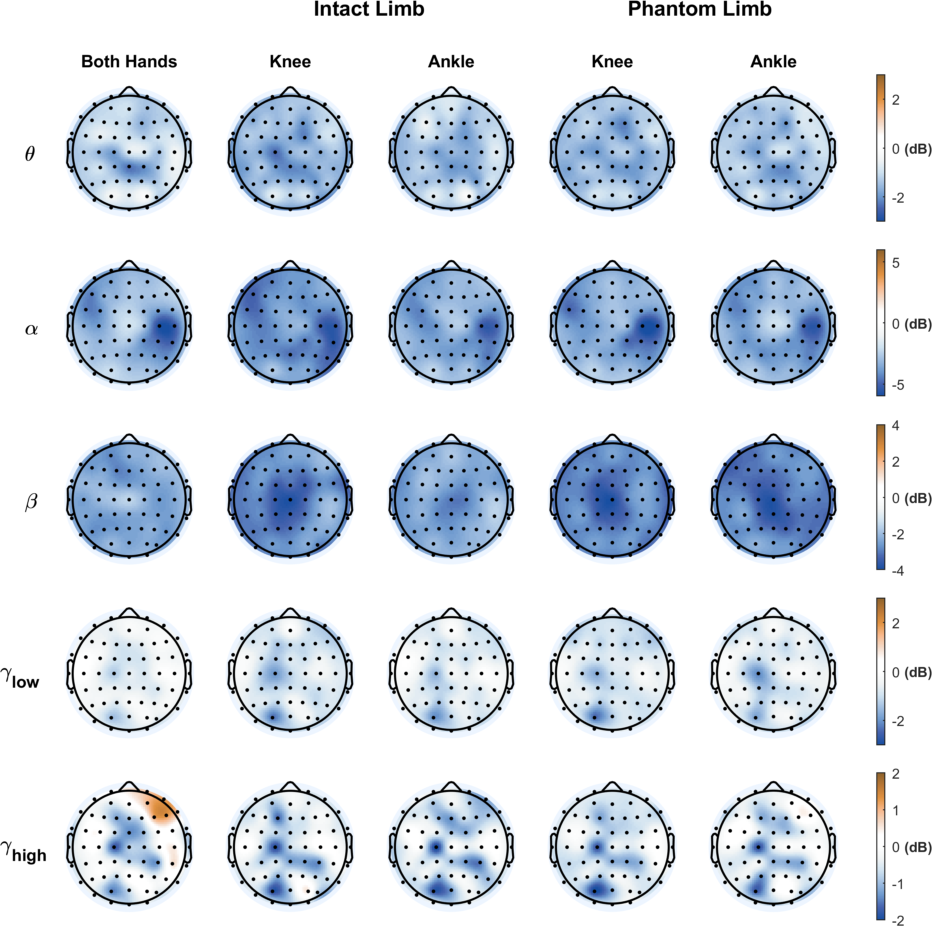 Intact Limb Phantom Limb
Both Hands Knee Ankle Knee Ankle
θ
2
0 (dB)
-2
α
5
0 (dB)
-5
β
4
2
0 (dB)
-2
-4
γlow
2
0 (dB)
-2
γhigh
2
1
0 (dB)
-1
-2